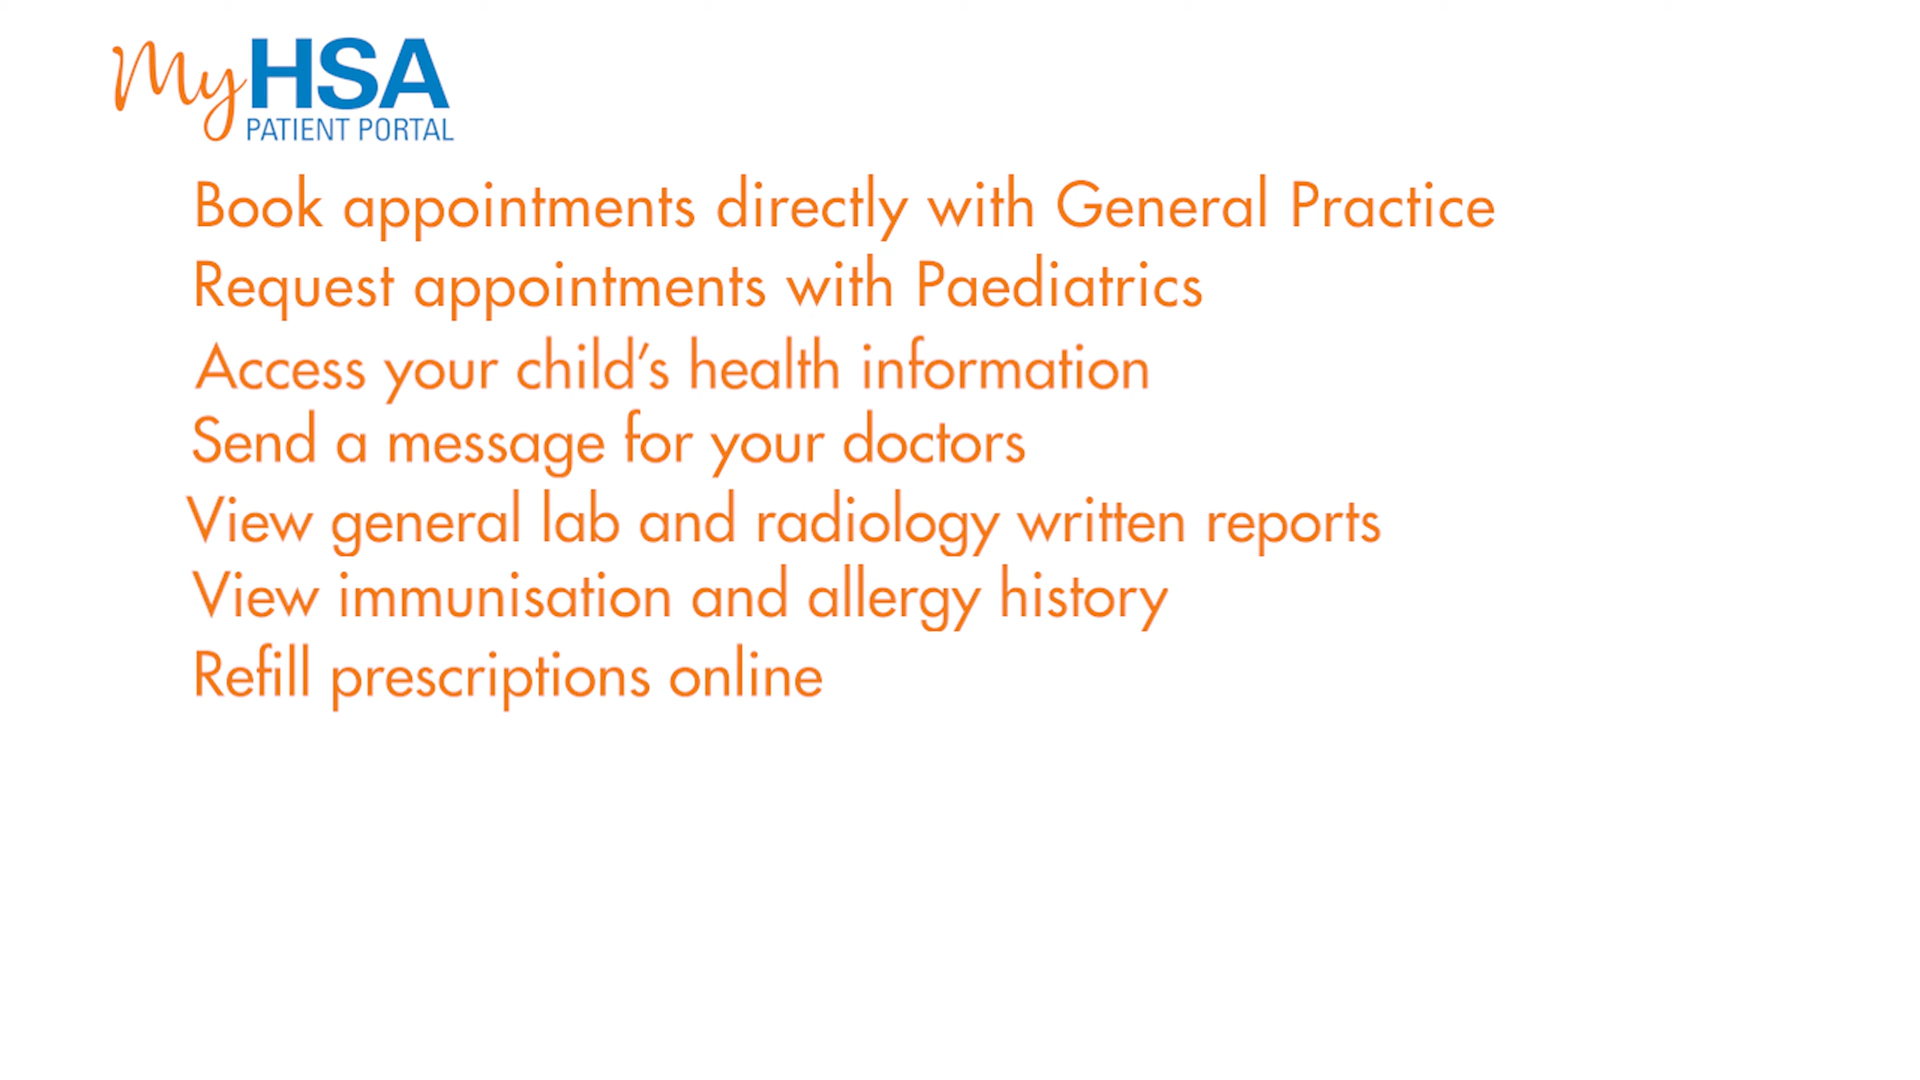 MyHSA
PATIENT PORTAL
Book appointments directly with General Practice
Request appointments with Paediatrics
Access your child's health information
Send a message for your doctors
View general lab and radiology written reports
View immunisation and allergy history
Refill prescriptions online